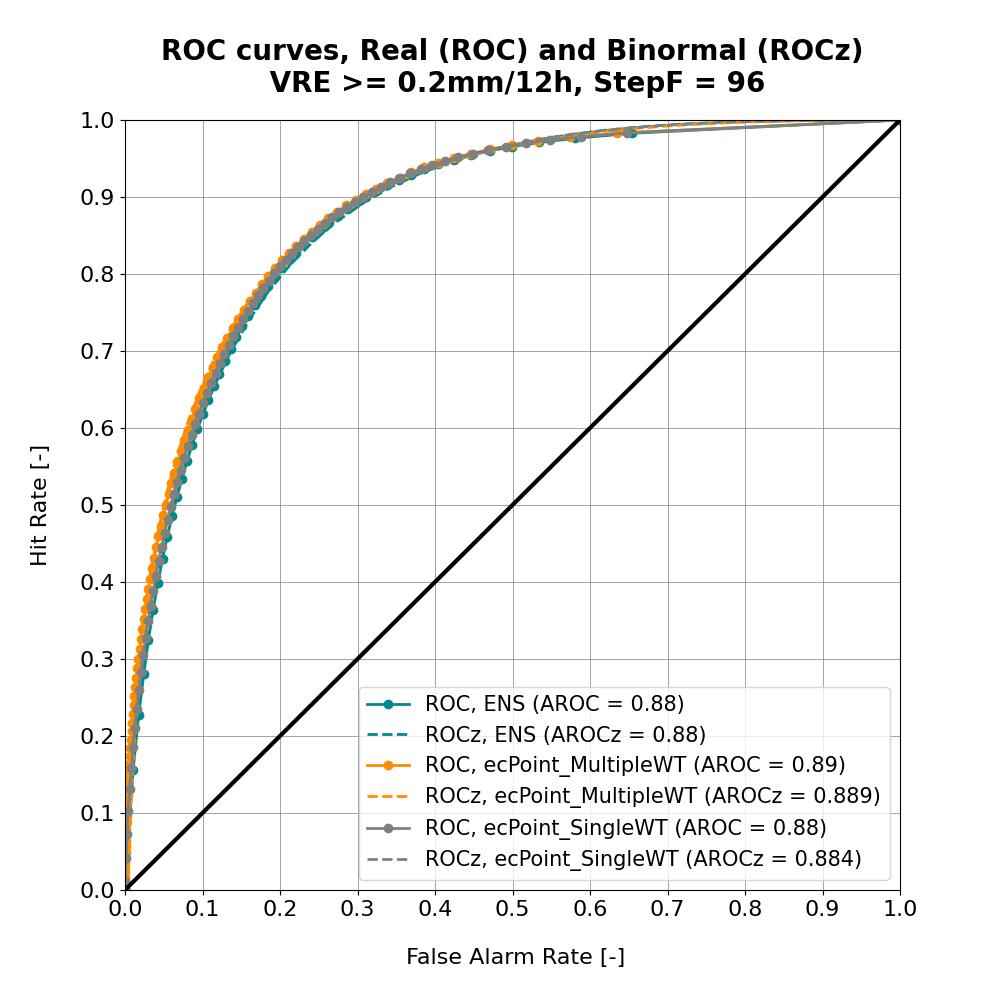 ROC curves, Real (ROC) and Binormal (ROCz)
VRE >= 0.2mm/12h, StepF = 96
1.0
0.9
0.8
0.7
0.6
0.5
0.4
0.3
0.2
0.1
0.0
Hit Rate [-]
ROC, ENS (AROC = 0.88)
ROCz, ENS (AROCz = 0.88)
ROC, ecPoint_MultipleWT (AROC = 0.89)
ROCz, ecPoint_MultipleWT (AROCz = 0.889)
ROC, ecPoint_SingleWT (AROC = 0.88)
ROCz, ecPoint_SingleWT (AROCz = 0.884)
0.0 0.1 0.2 0.3 0.4 0.5 0.6 0.7 0.8 0.9 1.0
False Alarm Rate [-]